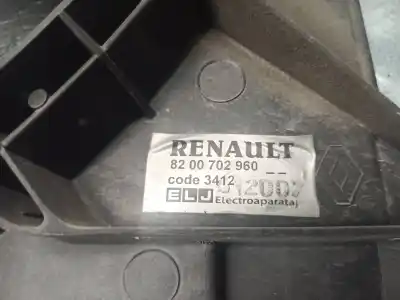 RENAULT
82 00 702 960 _ _
code 3412
ELJ Electroaparataj